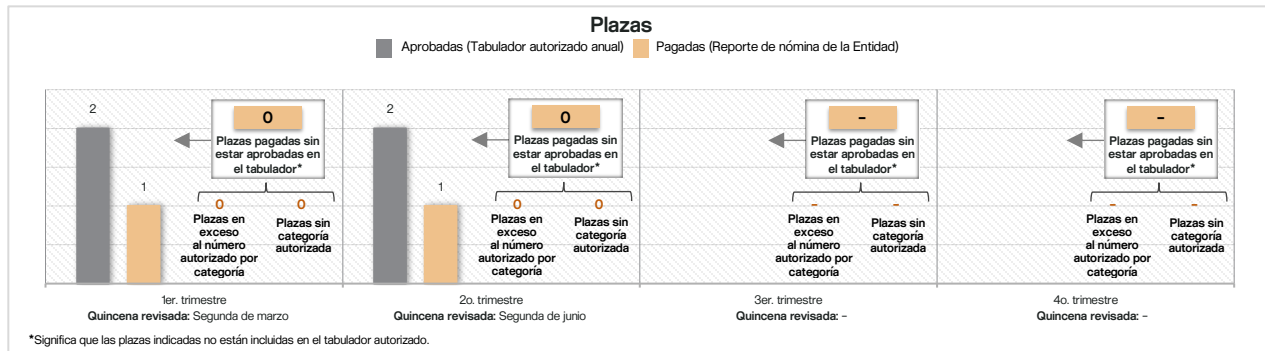 Plazas
Aprobadas (Tabulador autorizado anual) Pagadas (Reporte de nómina de la Entidad)
2
1
0
Plazas pagadas sin
estar aprobadas en
el tabulador*
0 0
Plazas en
exceso
al número
autorizado por
categoría
Plazas sin
categoría
autorizada
1er. trimestre
Quincena revisada: Segunda de marzo
2
1
0
Plazas pagadas sin
estar aprobadas en
el tabulador*
0 0
Plazas en
exceso
al número
autorizado por
categoría
Plazas sin
categoría
autorizada
2o. trimestre
Quincena revisada: Segunda de junio
-
Plazas pagadas sin
estar aprobadas en
el tabulador*
- -
Plazas en
exceso
al número
autorizado por
categoría
Plazas sin
categoría
autorizada
3er. trimestre
Quincena revisada: -
-
Plazas pagadas sin
estar aprobadas en
el tabulador*
- -
Plazas en
exceso
al número
autorizado por
categoría
Plazas sin
categoría
autorizada
4o. trimestre
Quincena revisada: -
*Significa que las plazas indicadas no están incluidas en el tabulador autorizado.